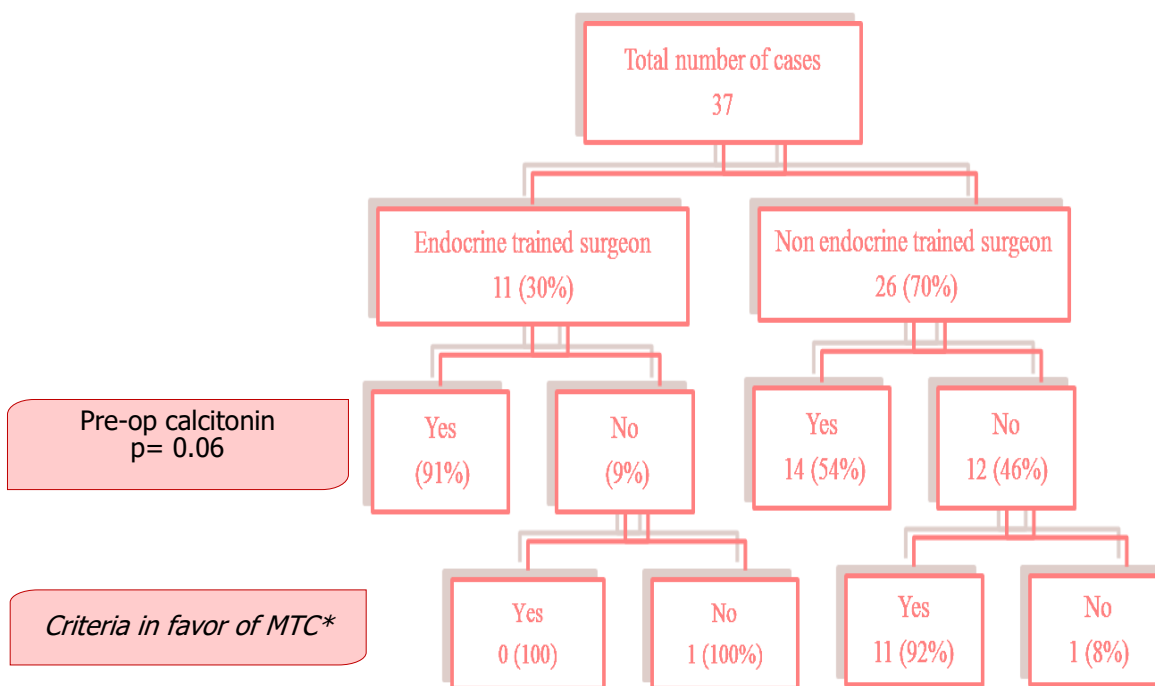 Total number of cases
37
Endocrine trained surgeon
11 (30%)
Non endocrine trained surgeon
26 (70%)
Pre-op calcitonin
p= 0.06
Yes
(91%)
No
(9%)
Yes
14 (54%)
No
12 (46%)
Criteria in favor of MTC*
Yes
0 (100)
No
1 (100%)
Yes
11 (92%)
No
1 (8%)